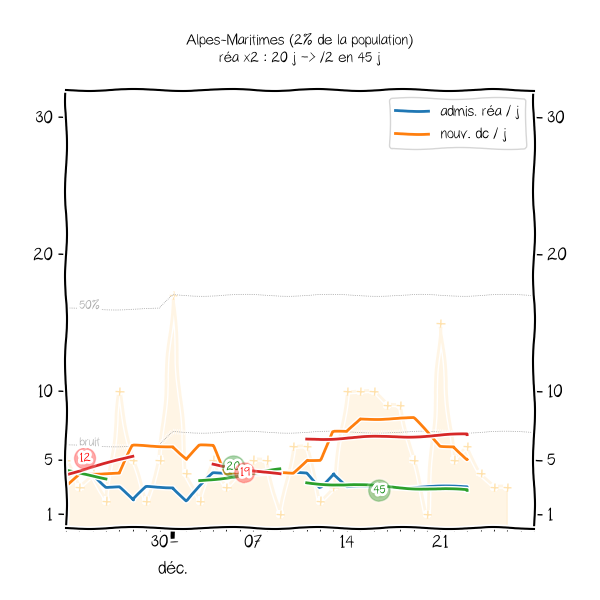 Alpes-Maritimes (2% de la population)
réa x2 : 20 j -> /2 en 45 j
admis. réa / j
nouv. dc / j
30 30
20 20
50%
10 10
bruit
12
20
19
5 5
45
1 1
30 07 14 21
déc.